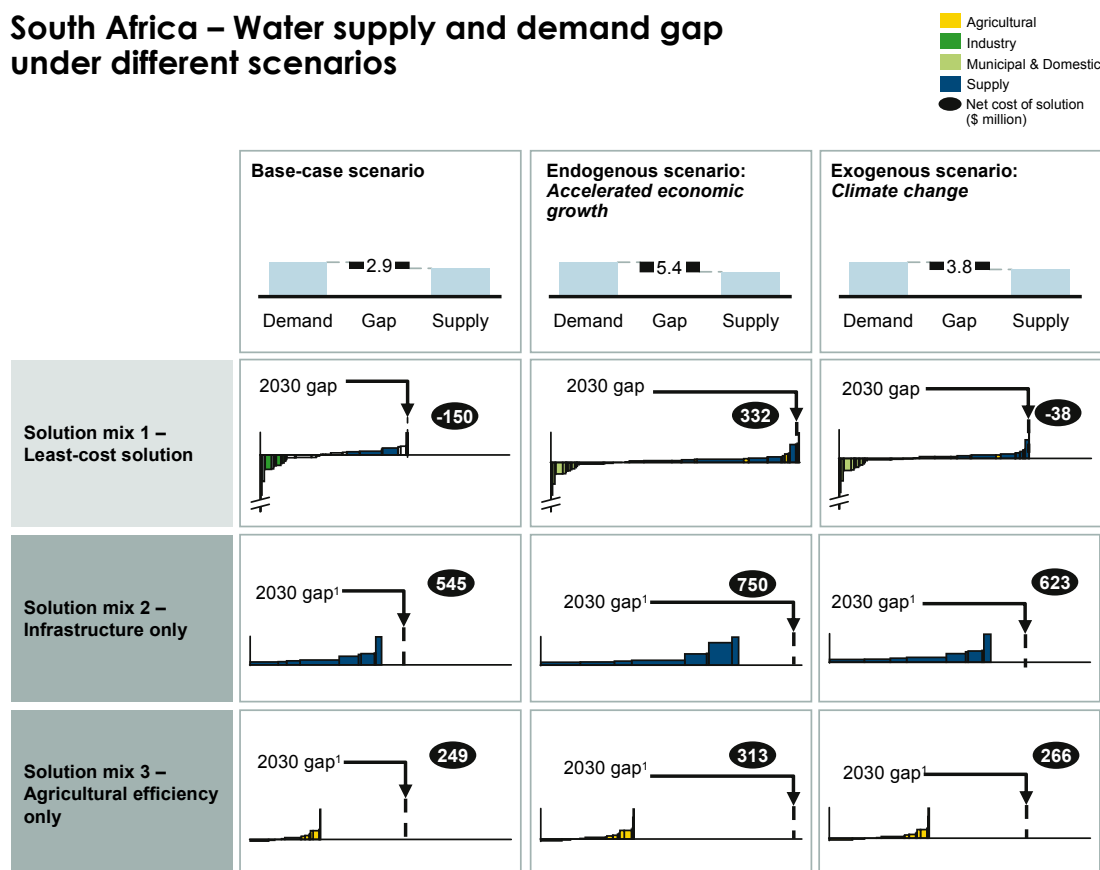 South Africa – Water supply and demand gap
under different scenarios
Agricultural
Industry
Municipal & Domestic
Supply
Net cost of solution
($ million)
Base-case scenario
2.9
Demand Gap Supply
Endogenous scenario:
Accelerated economic
growth
5.4
Demand Gap Supply
Exogenous scenario:
Climate change
3.8
Demand Gap Supply
Solution mix 1 –
Least-cost solution
2030 gap
-150
2030 gap
332
2030 gap
-38
Solution mix 2 –
Infrastructure only
2030 gap¹
545
2030 gap¹
750
2030 gap¹
623
Solution mix 3 –
Agricultural efficiency
only
2030 gap¹
249
2030 gap¹
313
2030 gap¹
266